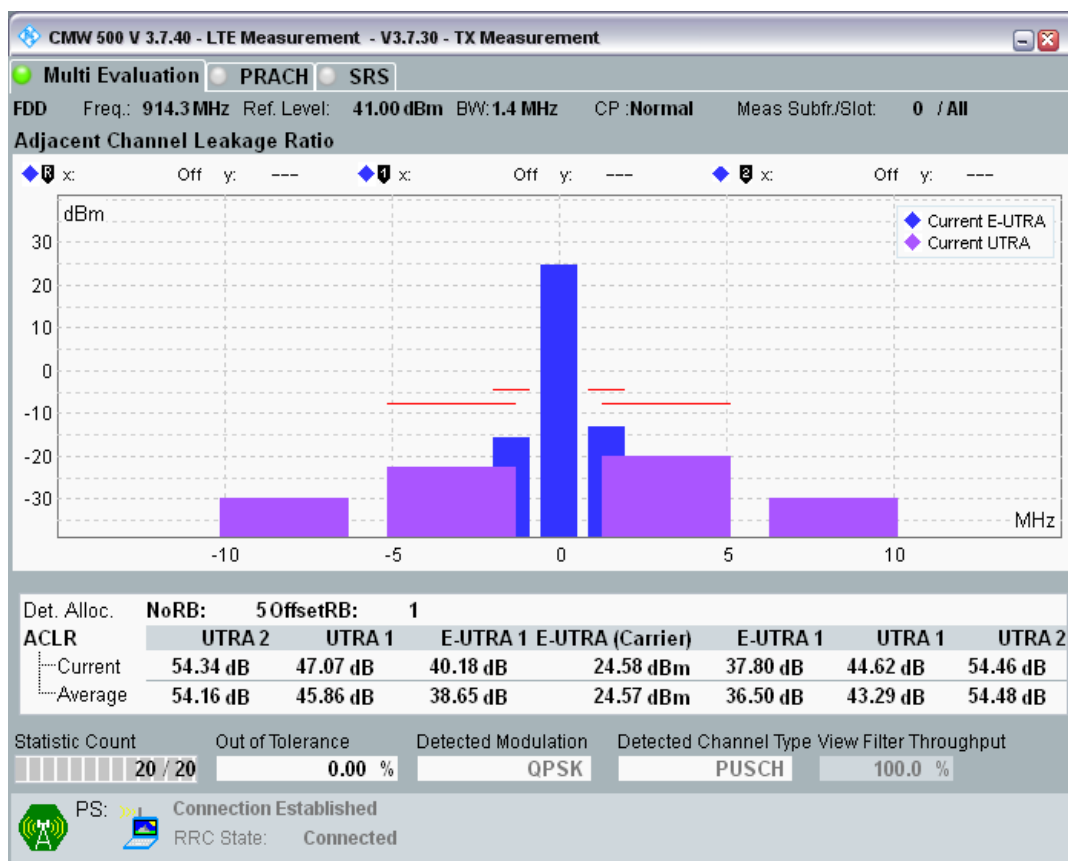 CMW 500 V 3.7.40 - LTE Measurement - V3.7.30 - TX Measurement
Multi Evaluation PRACH SRS
FDD Freq.: 914.3 MHz Ref. Level: 41.00 dBm BW: 1.4 MHz CP :Normal Meas Subfr./Slot: 0 / All
Adjacent Channel Leakage Ratio
R x: Off y: --- 1 x: Off y: --- 2 x: Off y: ---
dBm
Current E-UTRA
Current UTRA
30
20
10
0
-10
-20
-30
MHz
-10 -5 0 5 10
Det. Alloc. NoRB: 5 OffsetRB: 1
ACLR UTRA 2 UTRA 1 E-UTRA 1 E-UTRA (Carrier) E-UTRA 1 UTRA 1 UTRA 2
Current 54.34 dB 47.07 dB 40.18 dB 24.58 dBm 37.80 dB 44.62 dB 54.46 dB
Average 54.16 dB 45.86 dB 38.65 dB 24.57 dBm 36.50 dB 43.29 dB 54.48 dB
Statistic Count Out of Tolerance Detected Modulation Detected Channel Type View Filter Throughput
20 / 20 0.00 % QPSK PUSCH 100.0 %
PS: Connection Established
RRC State: Connected